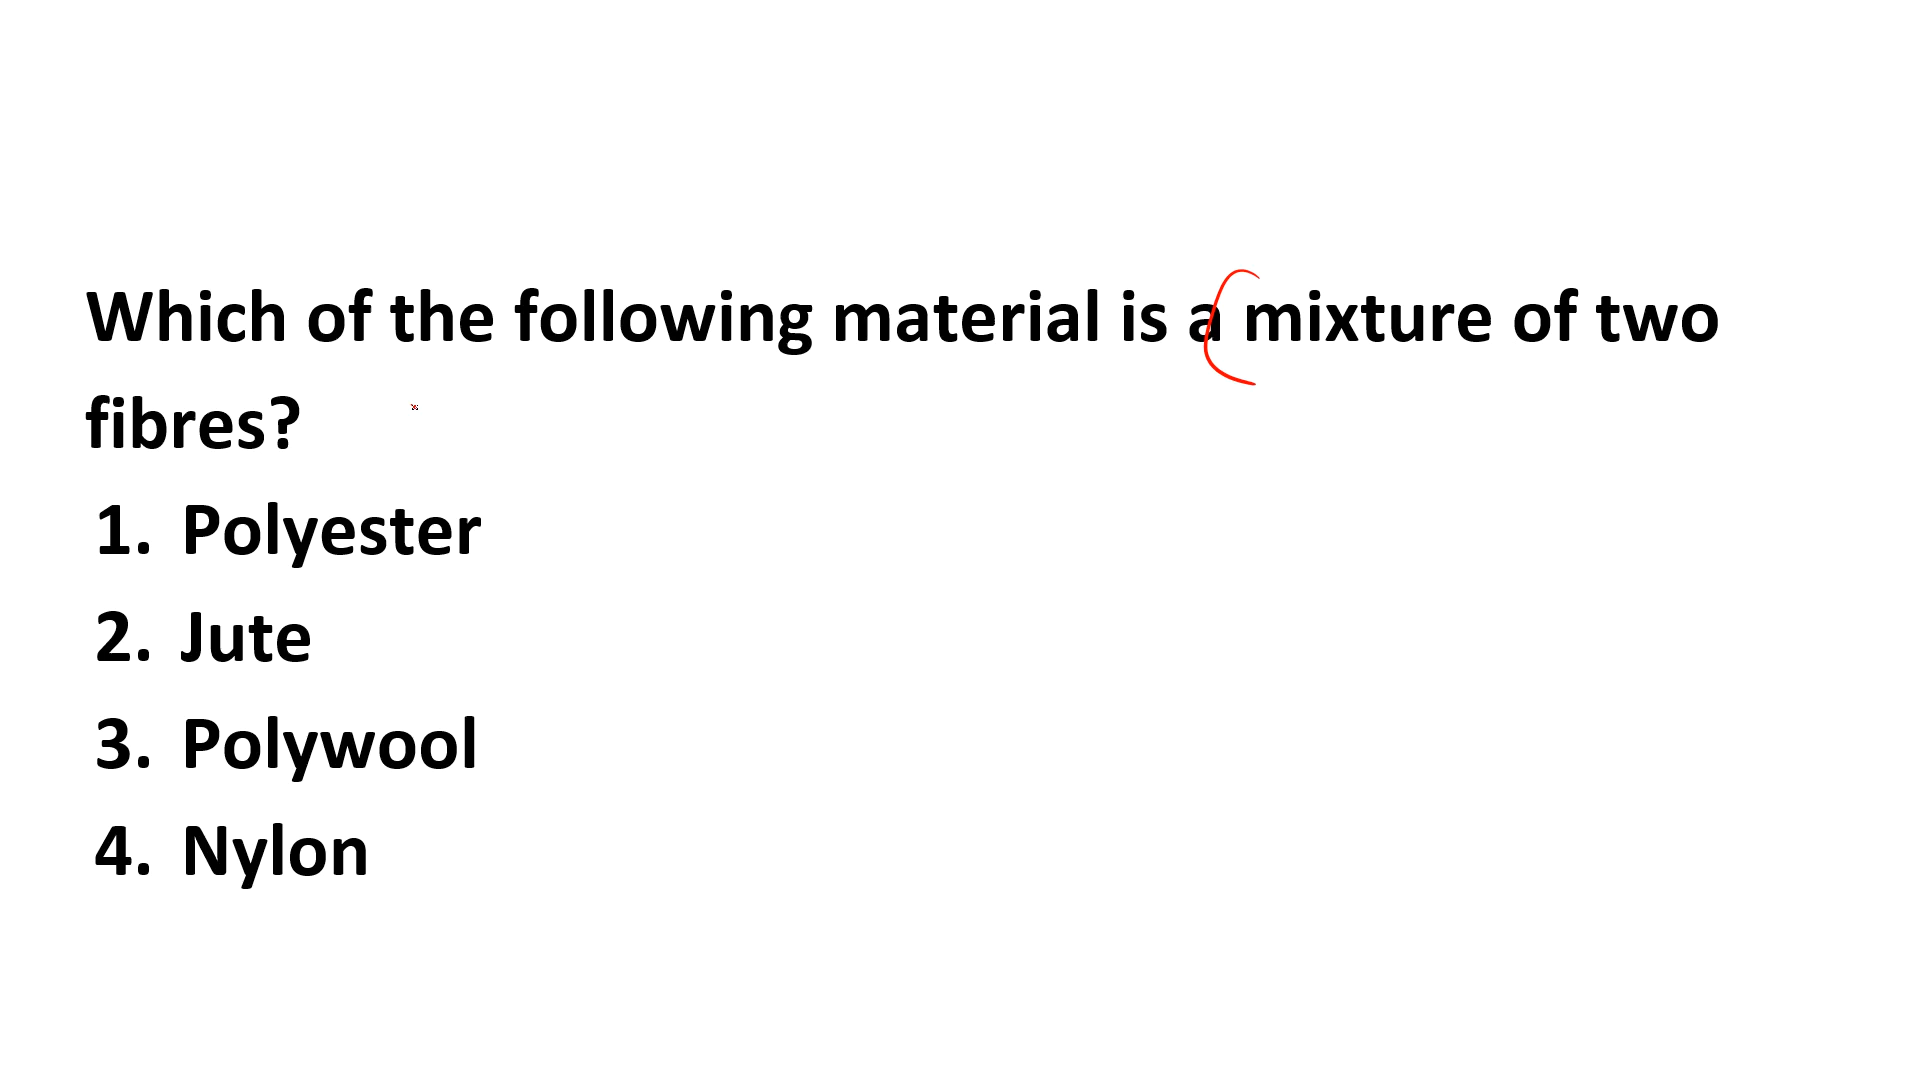 Which of the following material is a mixture of two
fibres?
1. Polyester
2. Jute
3. Polywool
4. Nylon